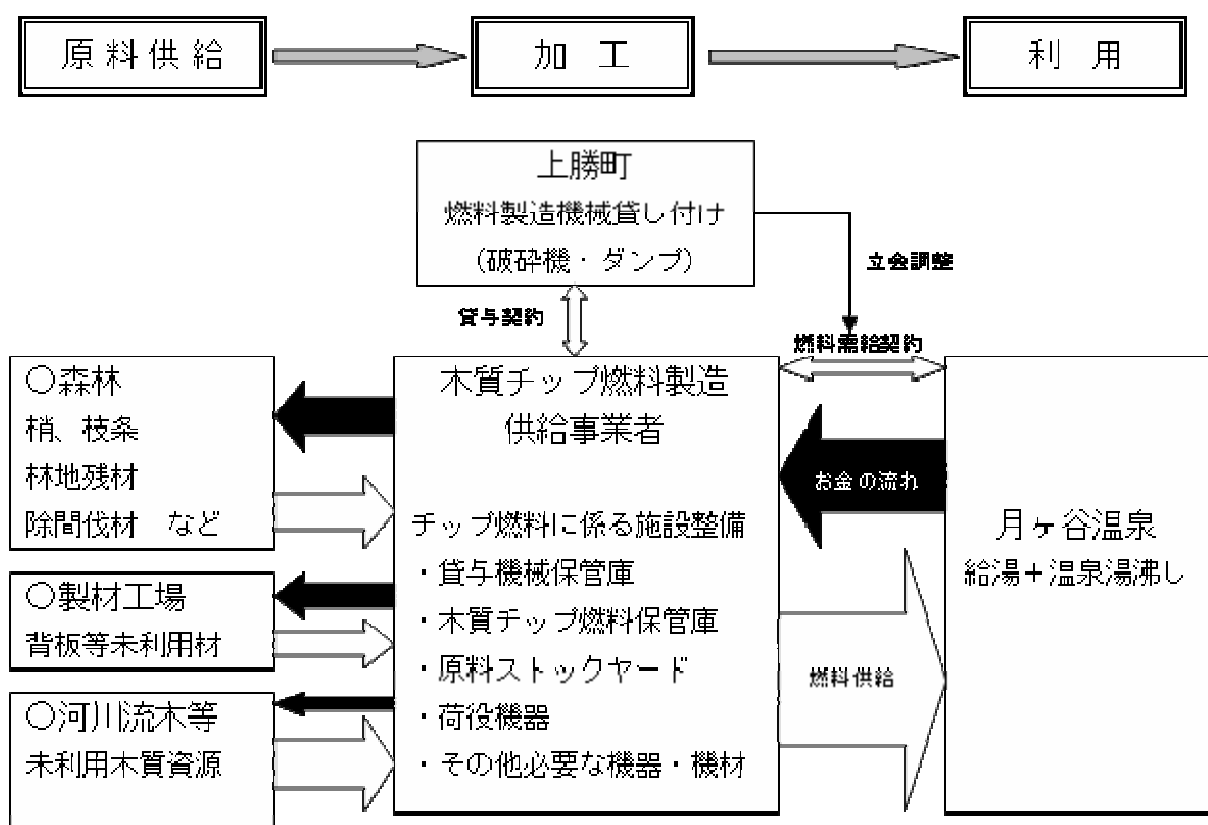 原料供給
加 工
利 用
上勝町
燃料製造機械貸し付け
(破砕機・ダンプ)
立会調整
貸与契約
燃料需給契約
○森林
梢、枝条
林地残材
除間伐材 など
○製材工場
背板等未利用材
○河川流木等
未利用木質資源
木質チップ燃料製造
供給事業者
チップ燃料に係る施設整備
・貸与機械保管庫
・木質チップ燃料保管庫
・原料ストックヤード
・荷役機器
・その他必要な機器・機材
お金の流れ
燃料供給
月ヶ谷温泉
給湯+温泉湯沸し